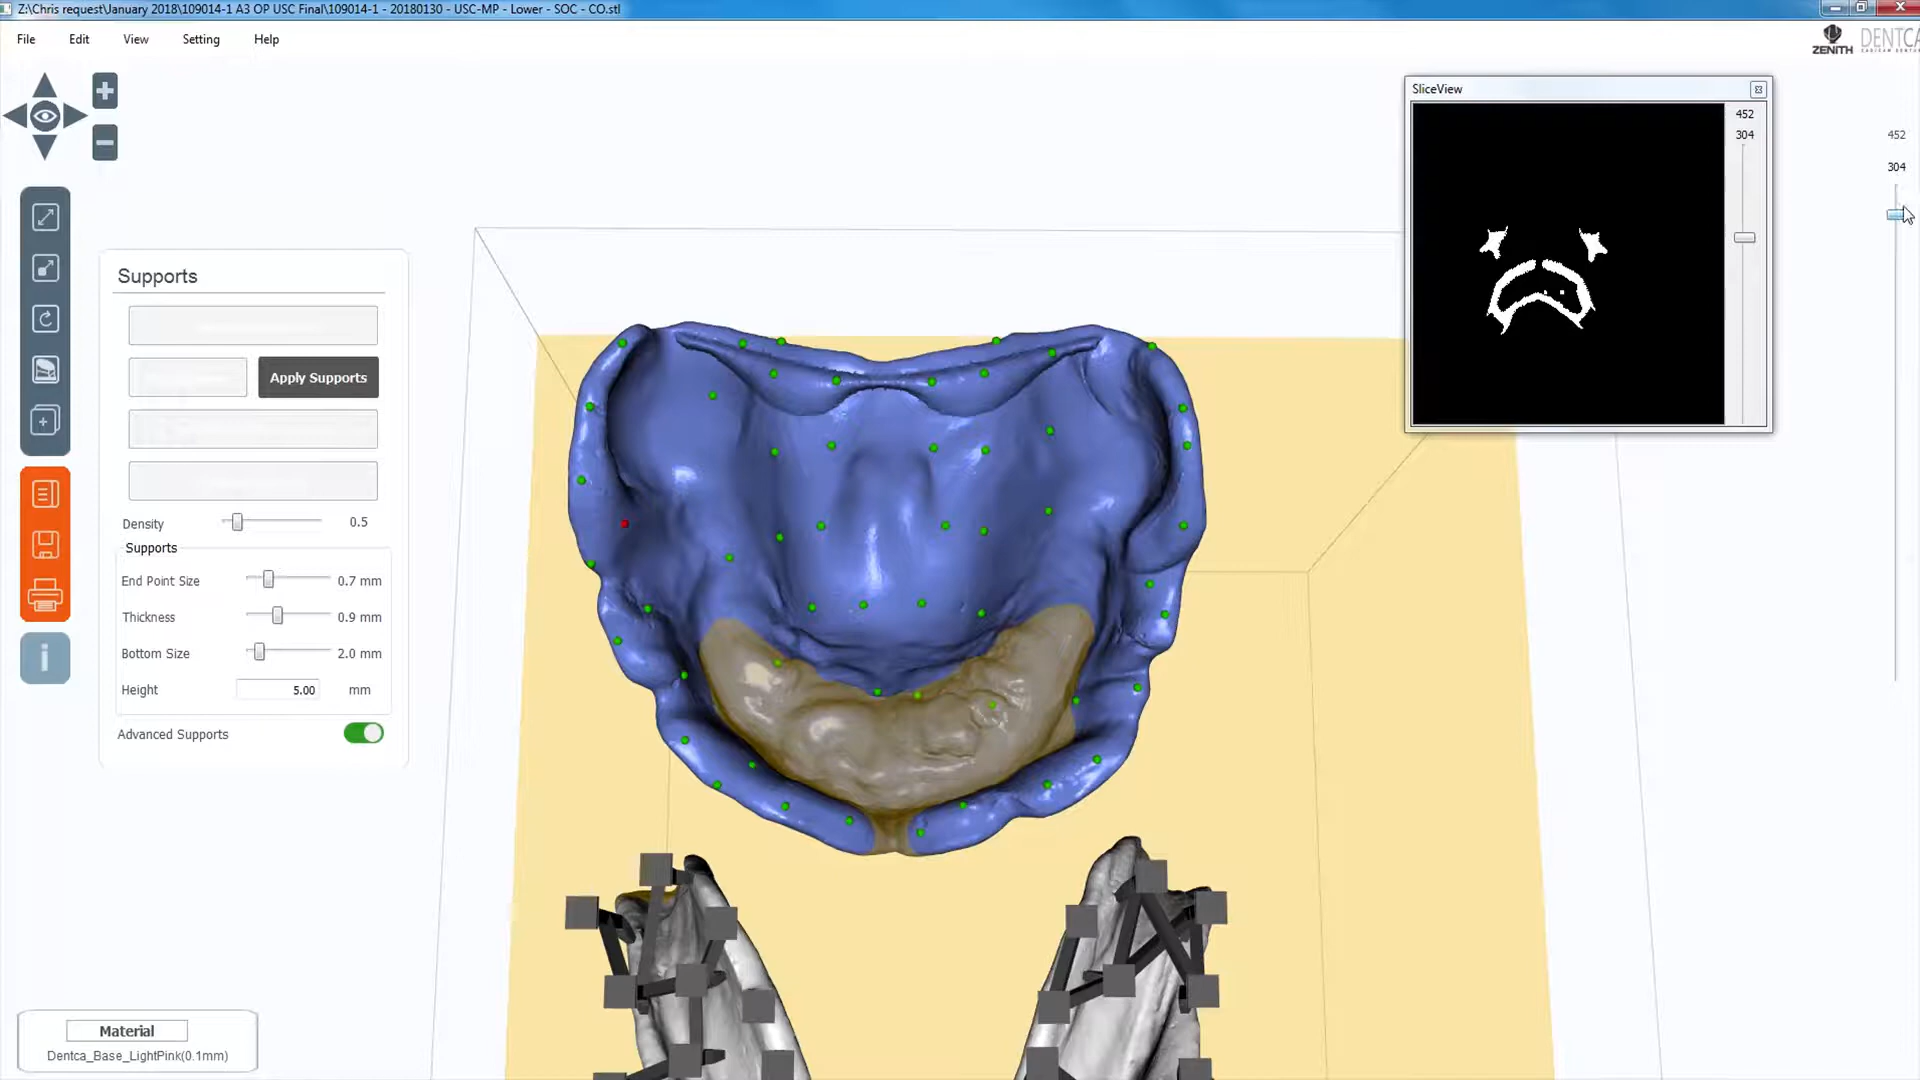 Z:\Chris request\January 2018\109014-1 A3 OP USC Final\109014-1 - 20180130 - USC-MP - Lower - SOC - CO.stl
File Edit View Setting Help
ZENITH
DENTCA
SliceView
452
304
452
304
Supports
Apply Supports
Density 0.5
Supports
End Point Size 0.7 mm
Thickness 0.9 mm
Bottom Size 2.0 mm
Height 5.00 mm
Advanced Supports
Material
Dentca_Base_LightPink(0.1mm)